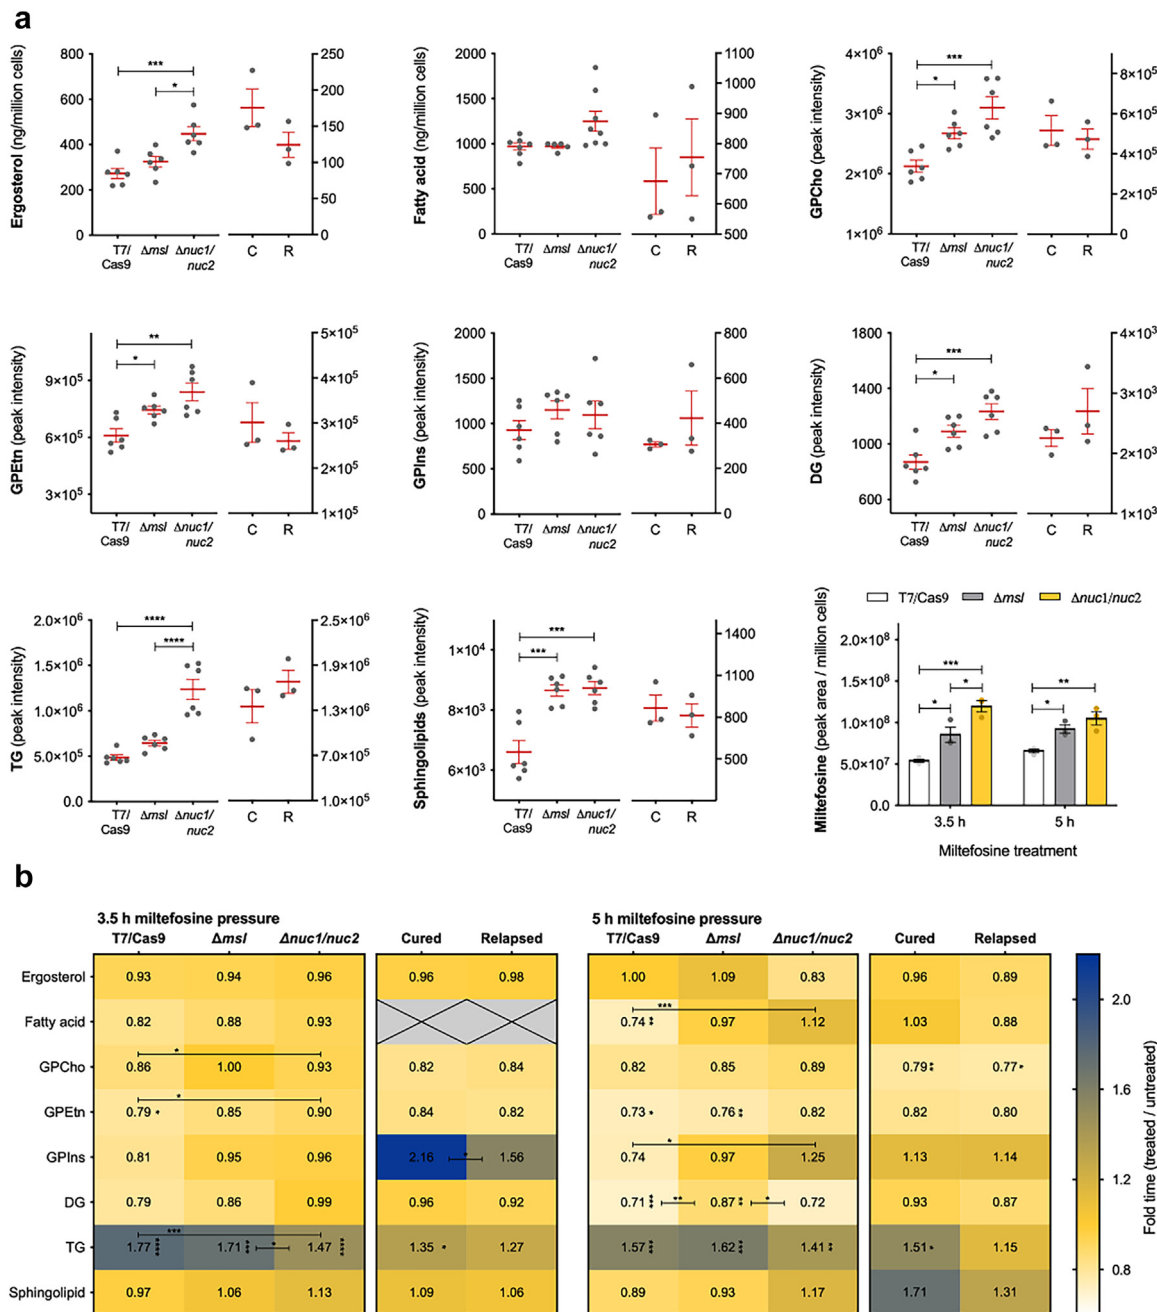 a
Ergosterol (ng/million cells)
800
600
400
200
0
***
*
T7/
Cas9
Δmsl
Δnuc1/
nuc2
250
200
150
100
50
0
C
R
Fatty acid (ng/million cells)
2000
1500
1000
500
0
T7/
Cas9
Δmsl
Δnuc1/
nuc2
1100
1000
900
800
700
600
500
C
R
GPCho (peak intensity)
4×10⁶
3×10⁶
2×10⁶
1×10⁶
***
*
T7/
Cas9
Δmsl
Δnuc1/
nuc2
8×10⁵
6×10⁵
4×10⁵
2×10⁵
0
C
R
GPEtn (peak intensity)
9×10⁵
6×10⁵
3×10⁵
**
*
T7/
Cas9
Δmsl
Δnuc1/
nuc2
5×10⁵
4×10⁵
3×10⁵
2×10⁵
1×10⁵
C
R
GPIns (peak intensity)
2000
1500
1000
500
0
T7/
Cas9
Δmsl
Δnuc1/
nuc2
800
600
400
200
0
C
R
DG (peak intensity)
1800
1400
1000
600
***
*
T7/
Cas9
Δmsl
Δnuc1/
nuc2
4×10³
3×10³
2×10³
1×10³
C
R
TG (peak intensity)
2.0×10⁶
1.5×10⁶
1.0×10⁶
5.0×10⁵
0.0
****
****
T7/
Cas9
Δmsl
Δnuc1/
nuc2
2.5×10⁶
1.9×10⁶
1.3×10⁶
7.0×10⁵
1.0×10⁵
C
R
Sphingolipids (peak intensity)
1×10⁴
8×10³
6×10³
***
***
T7/
Cas9
Δmsl
Δnuc1/
nuc2
1400
1100
800
500
C
R
T7/Cas9 Δmsl Δnuc1/nuc2
Miltefosine (peak area / million cells)
2.0×10⁸
1.5×10⁸
1.0×10⁸
5.0×10⁷
0.0
***
*
*
**
*
3.5 h 5 h
Miltefosine treatment
b
3.5 h miltefosine pressure 5 h miltefosine pressure
T7/Cas9 Δmsl Δnuc1/nuc2 Cured Relapsed T7/Cas9 Δmsl Δnuc1/nuc2 Cured Relapsed
Ergosterol 0.93 0.94 0.96 0.96 0.98 1.00 1.09 0.83 0.96 0.89
***
Fatty acid 0.82 0.88 0.93 0.74 ** 0.97 1.12 1.03 0.88
*
GPCho 0.86 1.00 0.93 0.82 0.84 0.82 0.85 0.89 0.79 ** 0.77 *
*
GPEtn 0.79 * 0.85 0.90 0.84 0.82 0.73 * 0.76 ** 0.82 0.82 0.80
*
GPIns 0.81 0.95 0.96 2.16 * 1.56 0.74 0.97 1.25 1.13 1.14
DG 0.79 0.86 0.99 0.96 0.92 0.71 *** ** 0.87 ** * 0.72 0.93 0.87
***
TG 1.77 **** 1.71 *** * 1.47 **** 1.35 * 1.27 1.57 *** 1.62 *** 1.41 ** 1.51 * 1.15
Sphingolipid 0.97 1.06 1.13 1.09 1.06 0.89 0.93 1.17 1.71 1.31
2.0
1.6
1.2
0.8
Fold time (treated / untreated)